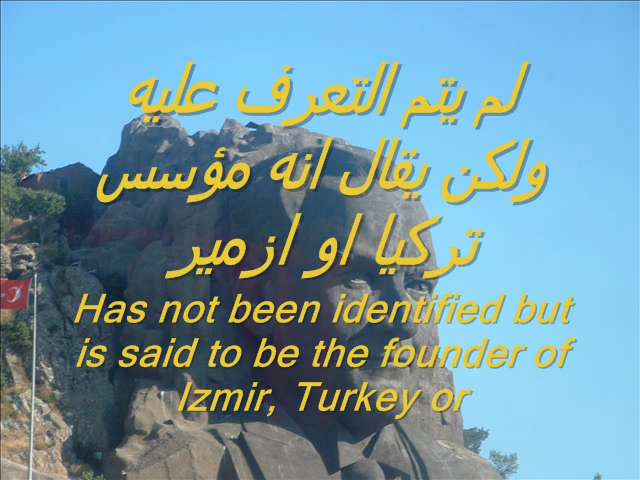 لم يتم التعرف عليه
ولكن يقال انه مؤسس
تركيا او ازمير
Has not been identified but
is said to be the founder of
Izmir, Turkey or